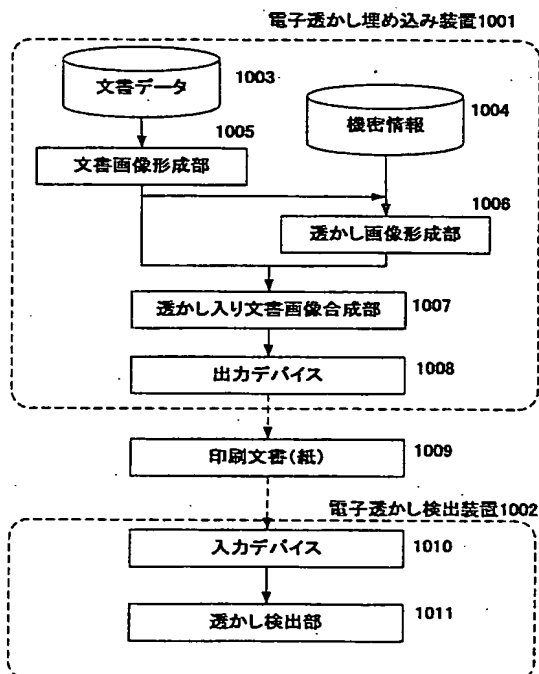 電子透かし埋め込み装置1001
文書データ
1003
機密情報
1004
1005
文書画像形成部
1006
透かし画像形成部
透かし入り文書画像合成部
1007
出力デバイス
1008
印刷文書(紙)
1009
電子透かし検出装置1002
入力デバイス
1010
透かし検出部
1011